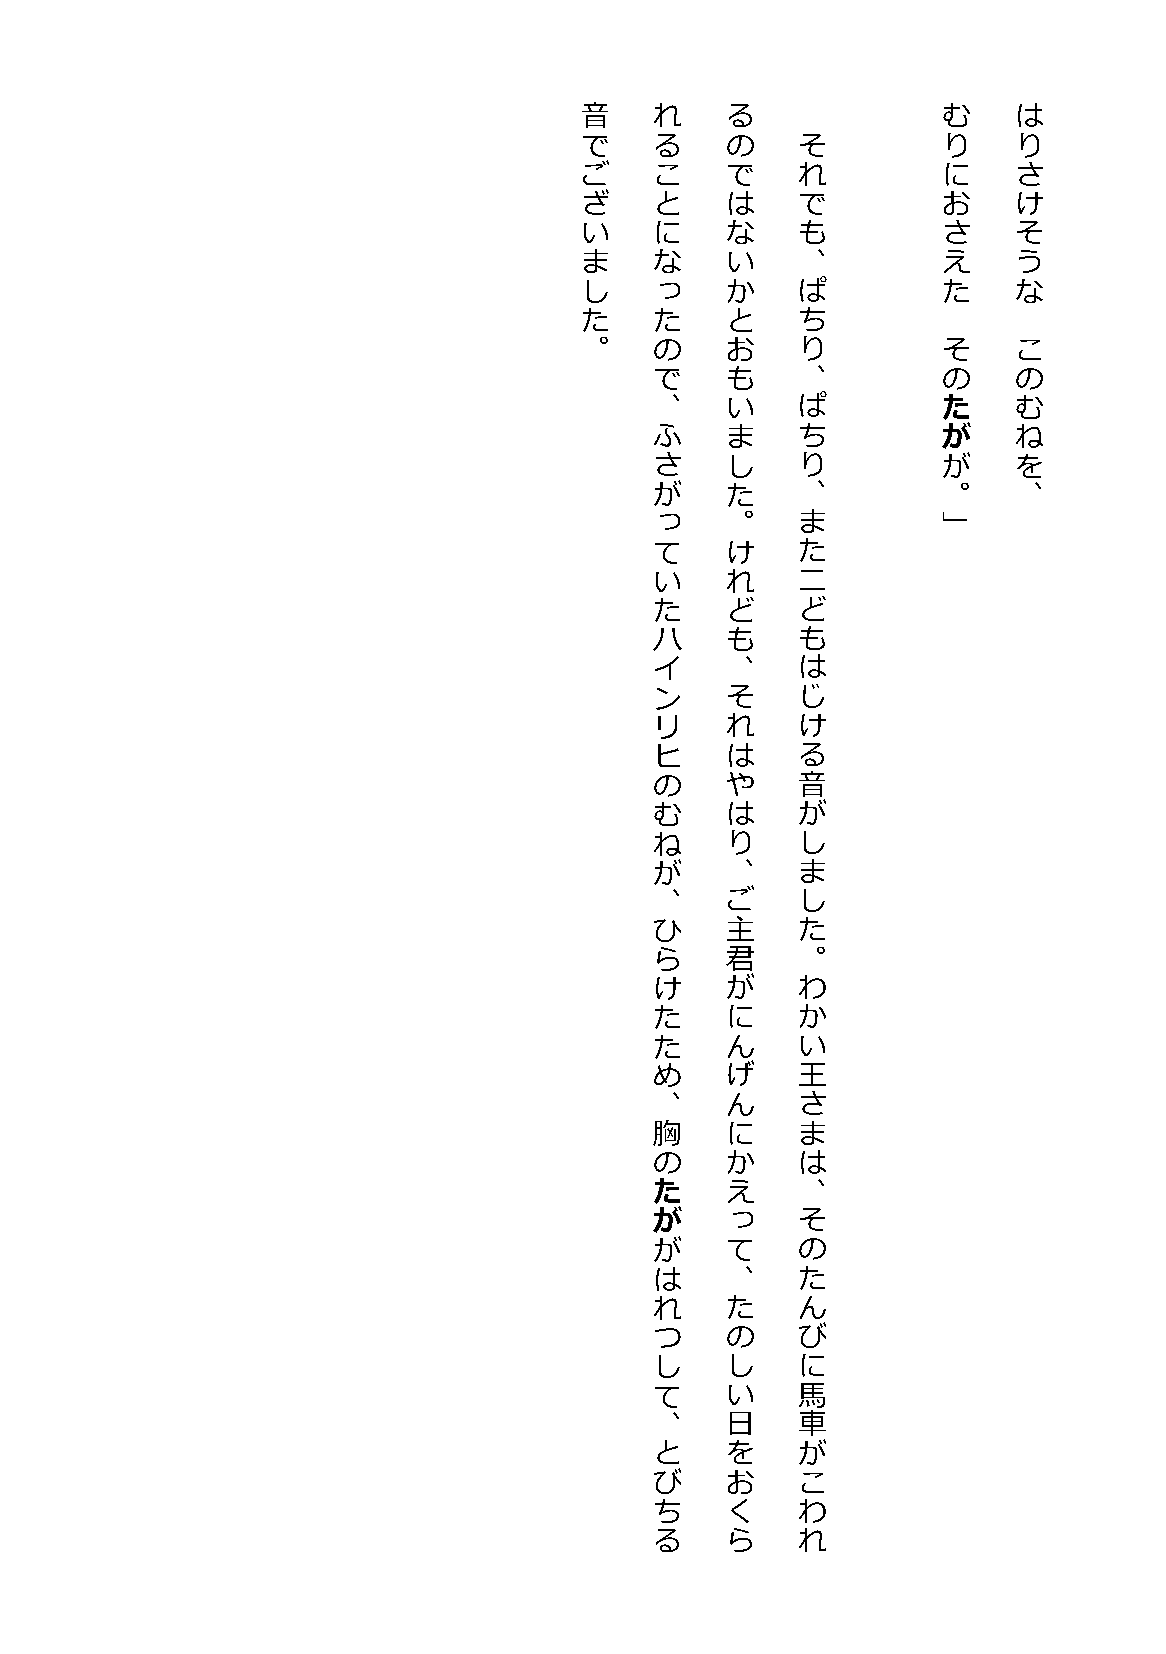 はりさけそうな　このむねを、
むりにおさえた　そのたがが。」
　それでも、ぱちり、ぱちり、また二どもはじける音がしました。わかい王さまは、そのたんびに馬車がこわれ
るのではないかとおもいました。けれども、それはやはり、ご主君がにんげんにかえって、たのしい日をおくら
れることになったので、ふさがっていたハインリヒのむねが、ひらけたため、胸のたががはれつして、とびちる
音でございました。